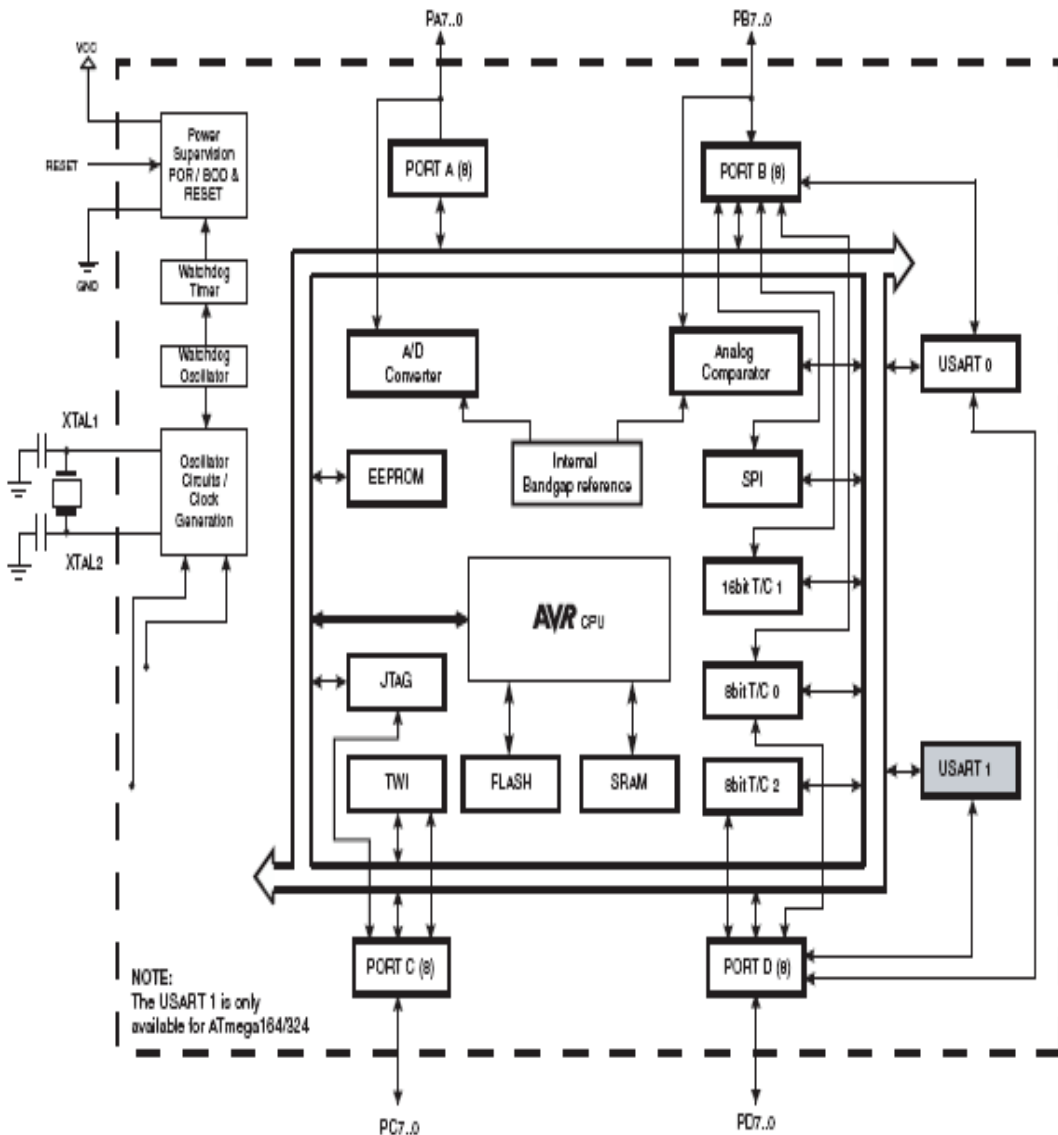 PA7..0
PB7..0
VCC
Power
Supervision
POR / BOD &
RESET
RESET
PORT A (8)
PORT B (8)
GND
Watchdog
Timer
Watchdog
Oscillator
A/D
Converter
Analog
Comparator
USART 0
XTAL1
Oscillator
Circuits /
Clock
Generation
XTAL2
EEPROM
Internal
Bandgap reference
SPI
16bit T/C 1
AVR CPU
JTAG
8bit T/C 0
TWI
FLASH
SRAM
8bit T/C 2
USART 1
PORT C (8)
PORT D (8)
NOTE:
The USART 1 is only
available for ATmega164/324
PC7..0
PD7..0